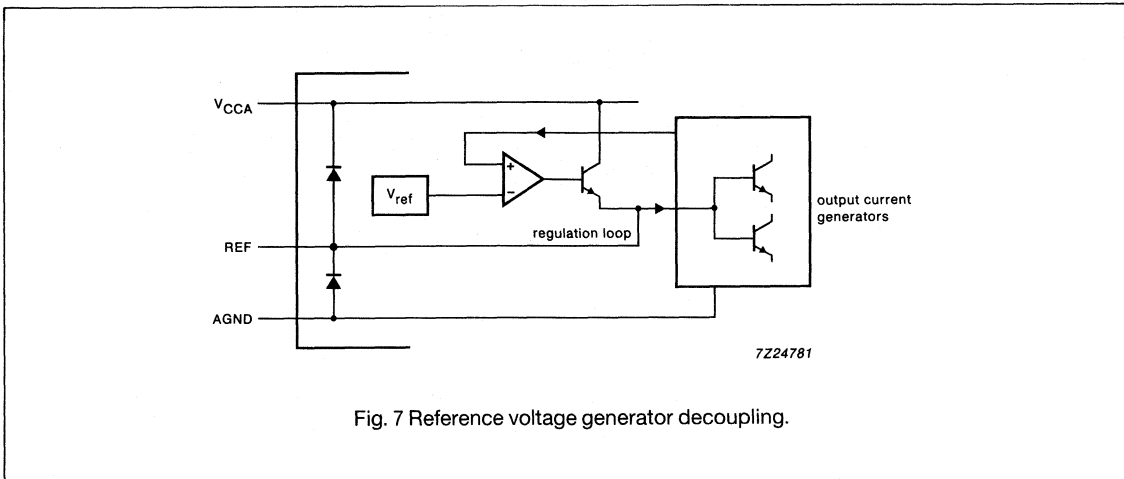 VCCA
+
−
Vref
output current
generators
regulation loop
REF
AGND
7Z24781
Fig. 7 Reference voltage generator decoupling.